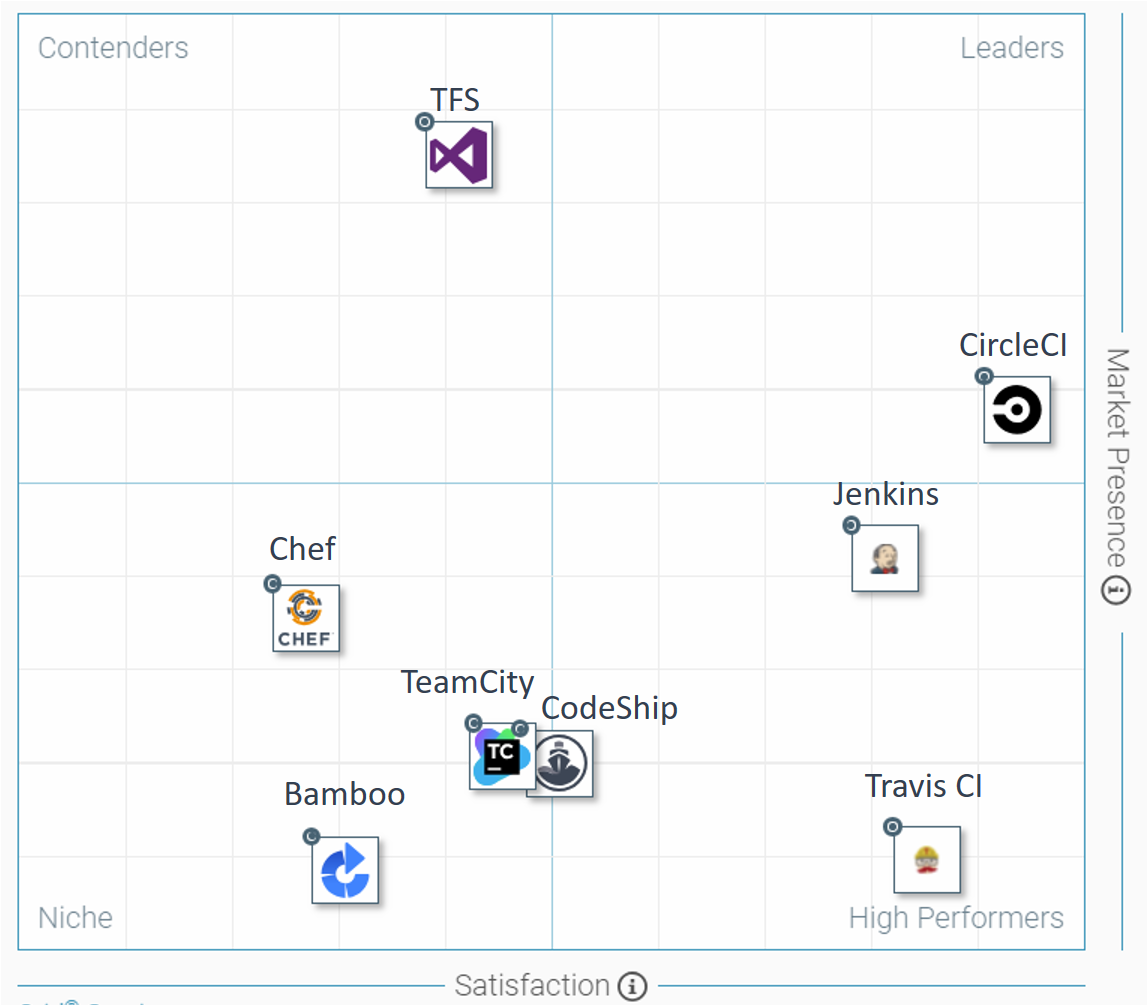 Contenders
Leaders
TFS
CircleCI
Market Presence
Jenkins
Chef
CHEF
TeamCity
CodeShip
TC
Bamboo
Travis CI
Niche
High Performers
Satisfaction